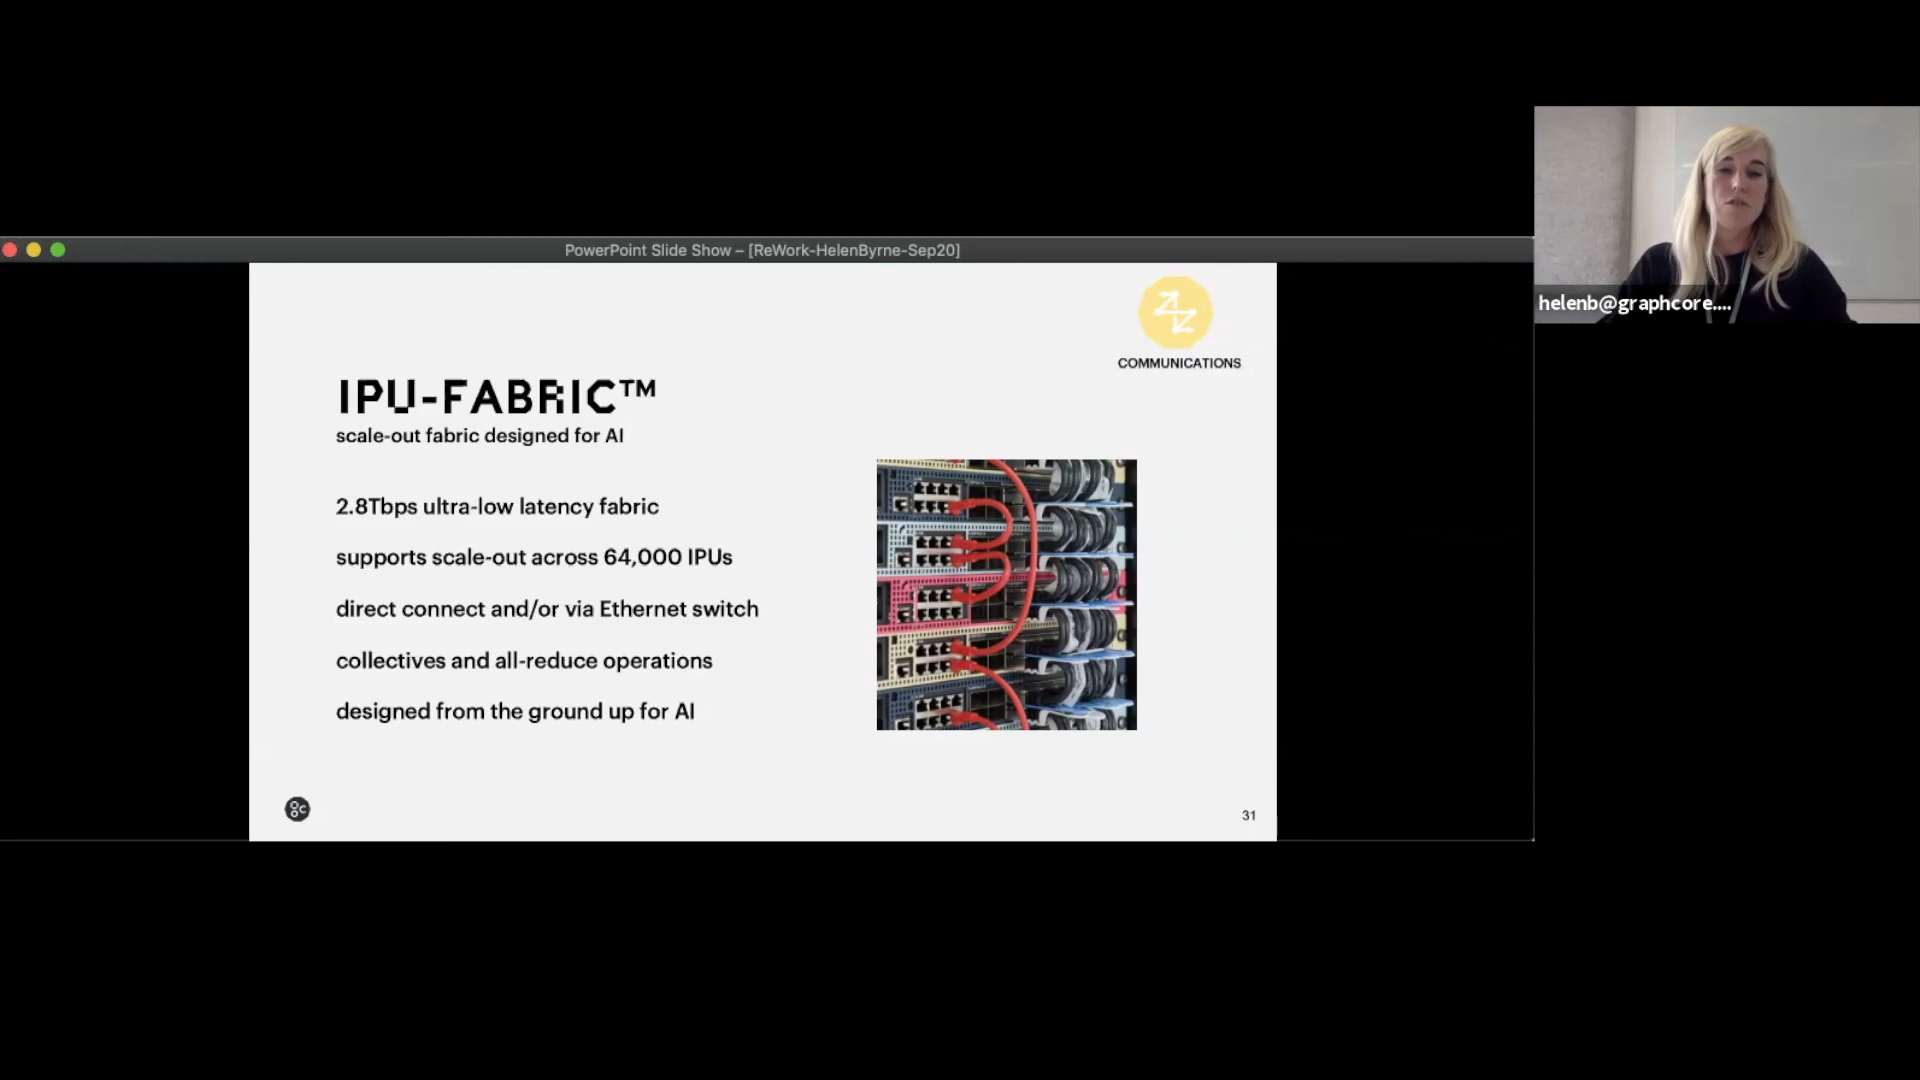 PowerPoint Slide Show – [ReWork-HelenByrne-Sep20]
helenb@graphcore....
COMMUNICATIONS
IPU-FABRIC™
scale-out fabric designed for AI
2.8Tbps ultra-low latency fabric
supports scale-out across 64,000 IPUs
direct connect and/or via Ethernet switch
collectives and all-reduce operations
designed from the ground up for AI
gc
31